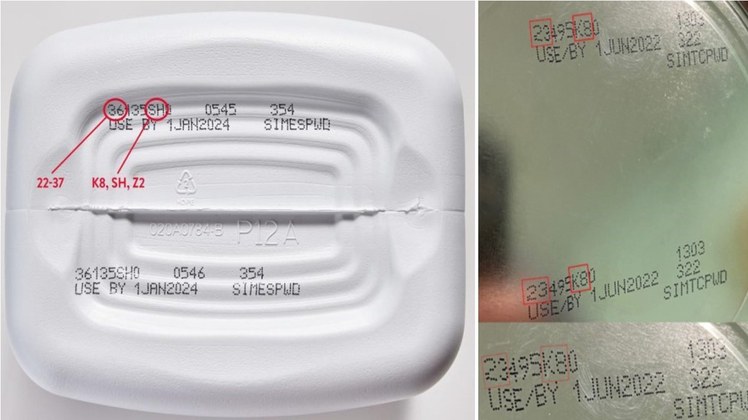 36135SH0 0545 354
USE BY 1JAN2024 SIMESPWD
22-37
K8, SH, Z2
P12A
36135SH0 0546 354
USE BY 1JAN2024 SIMESPWD
1303
23495K80 322
USE/BY 1JUN2022 SIMTCPWD
1303
23495K80 322
USE/BY 1JUN2022 SIMTCPWD
1303
23495K80 322
USE/BY 1JUN2022 SIMTCPWD